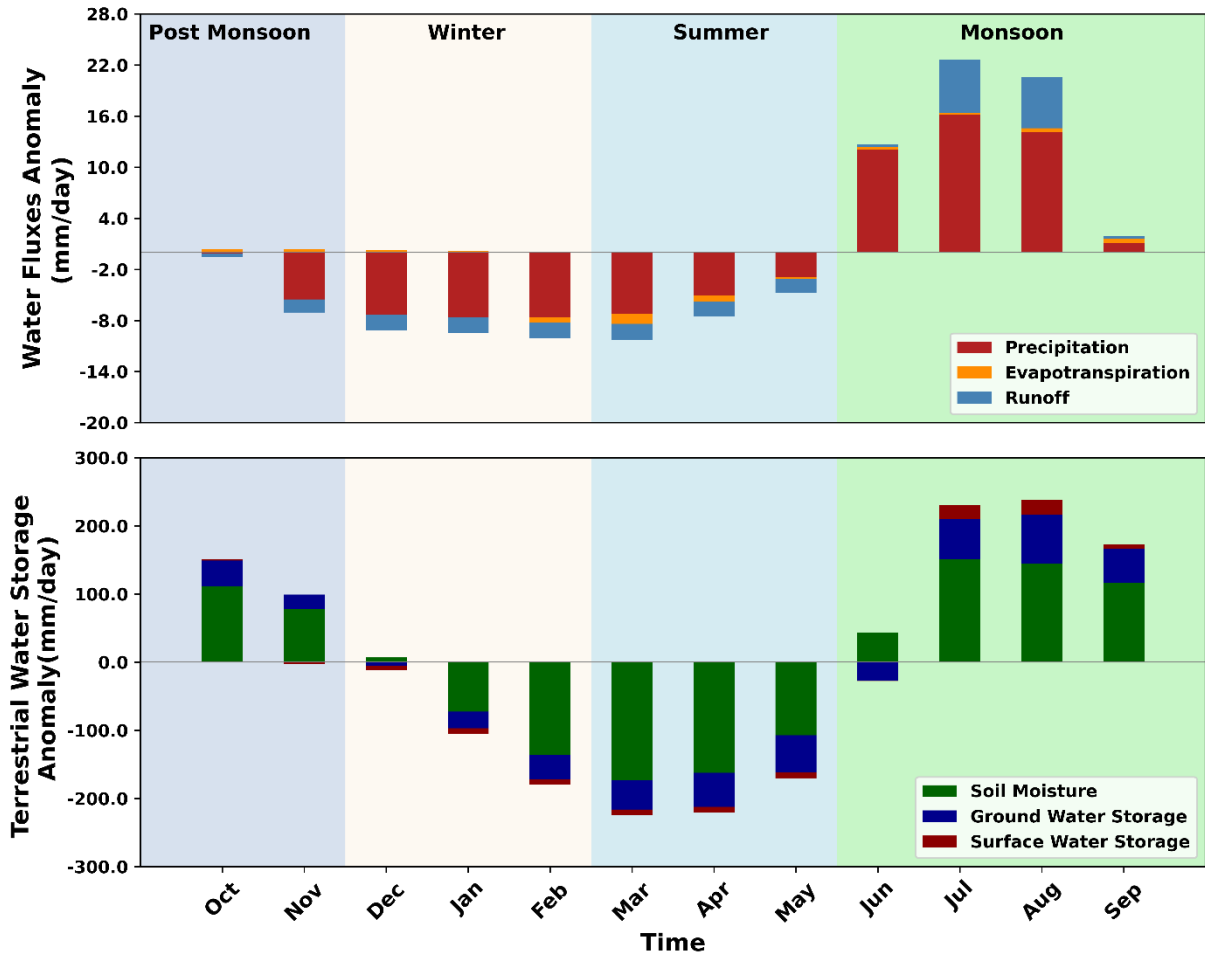 Post Monsoon
Winter
Summer
Monsoon
Water Fluxes Anomaly
(mm/day)
28.0
22.0
16.0
10.0
4.0
-2.0
-8.0
-14.0
-20.0
Precipitation
Evapotranspiration
Runoff
Terrestrial Water Storage
Anomaly(mm/day)
300.0
200.0
100.0
0.0
-100.0
-200.0
-300.0
Soil Moisture
Ground Water Storage
Surface Water Storage
Oct
Nov
Dec
Jan
Feb
Mar
Apr
May
Jun
Jul
Aug
Sep
Time